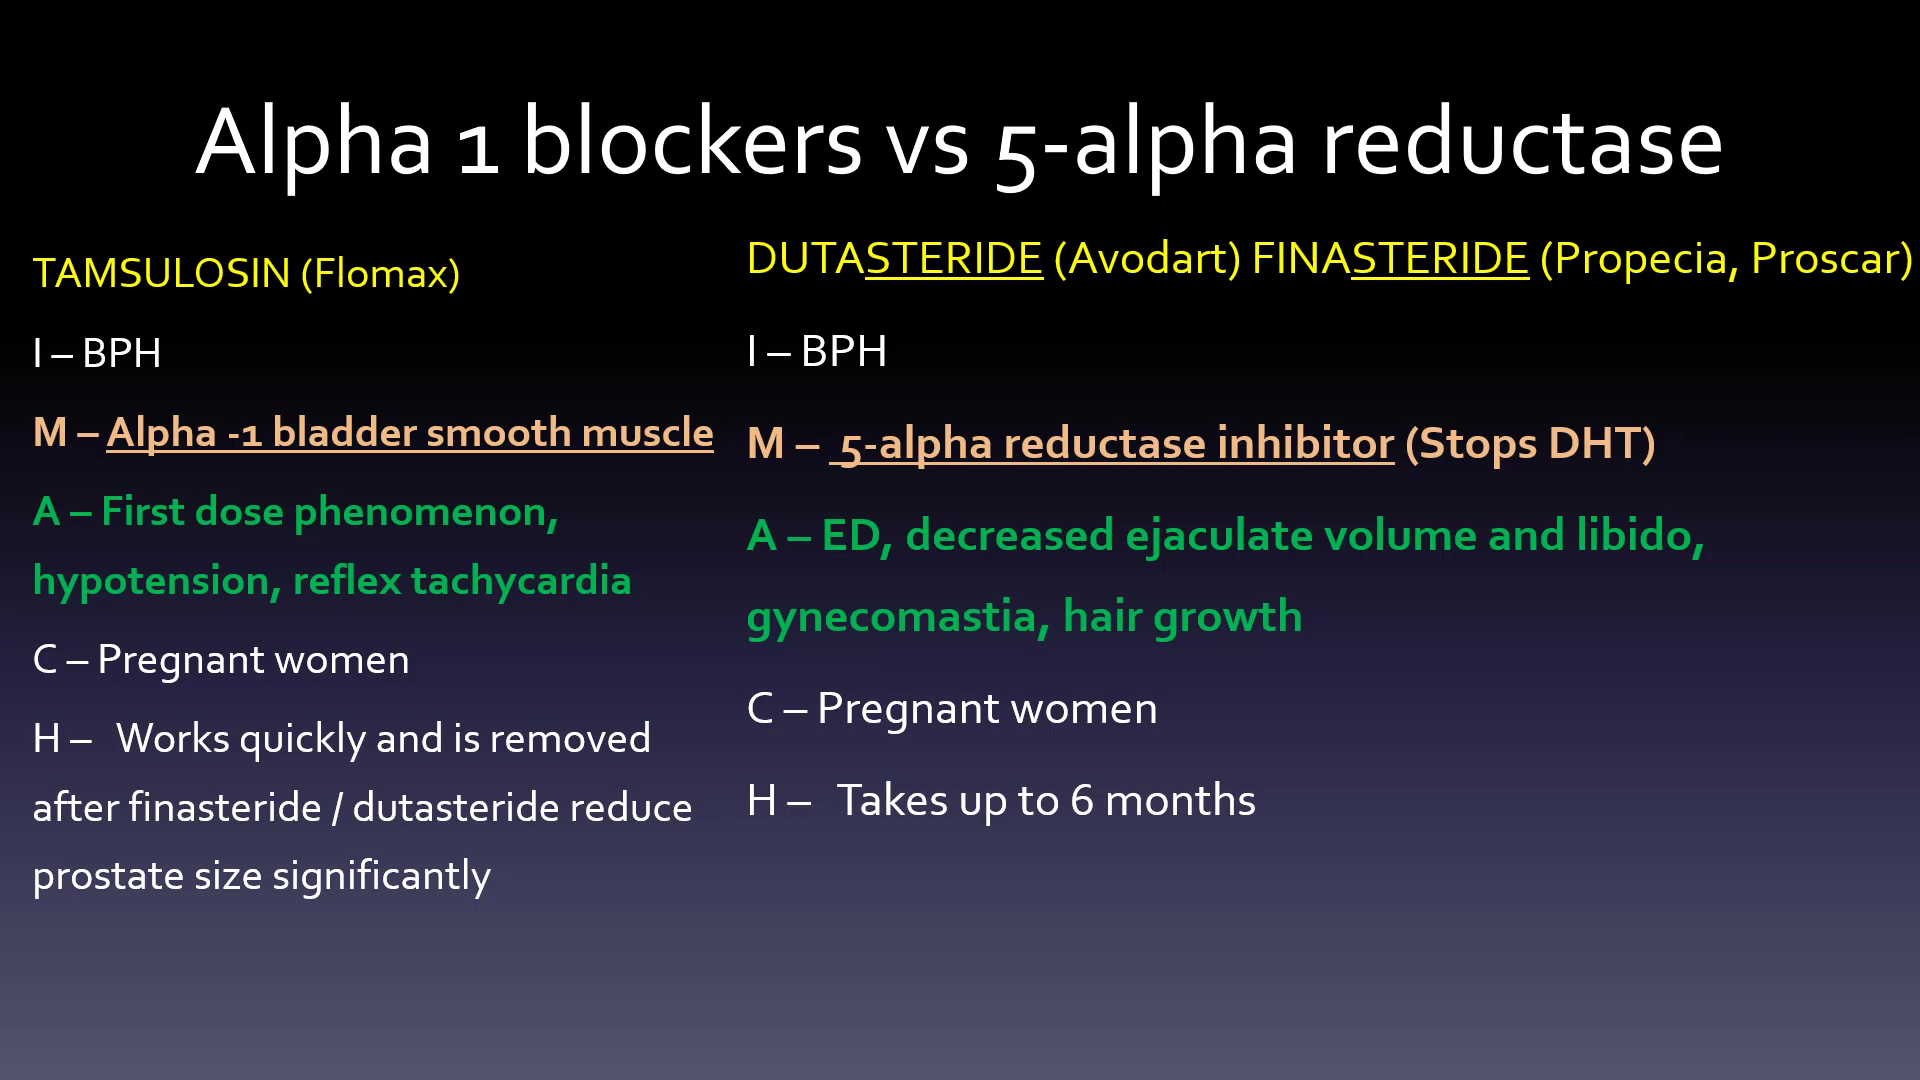 Alpha 1 blockers vs 5-alpha reductase
TAMSULOSIN (Flomax)
I – BPH
M – Alpha -1 bladder smooth muscle
A – First dose phenomenon,
hypotension, reflex tachycardia
C – Pregnant women
H – Works quickly and is removed
after finasteride / dutasteride reduce
prostate size significantly
DUTASTERIDE (Avodart) FINASTERIDE (Propecia, Proscar)
I – BPH
M – 5-alpha reductase inhibitor (Stops DHT)
A – ED, decreased ejaculate volume and libido,
gynecomastia, hair growth
C – Pregnant women
H – Takes up to 6 months